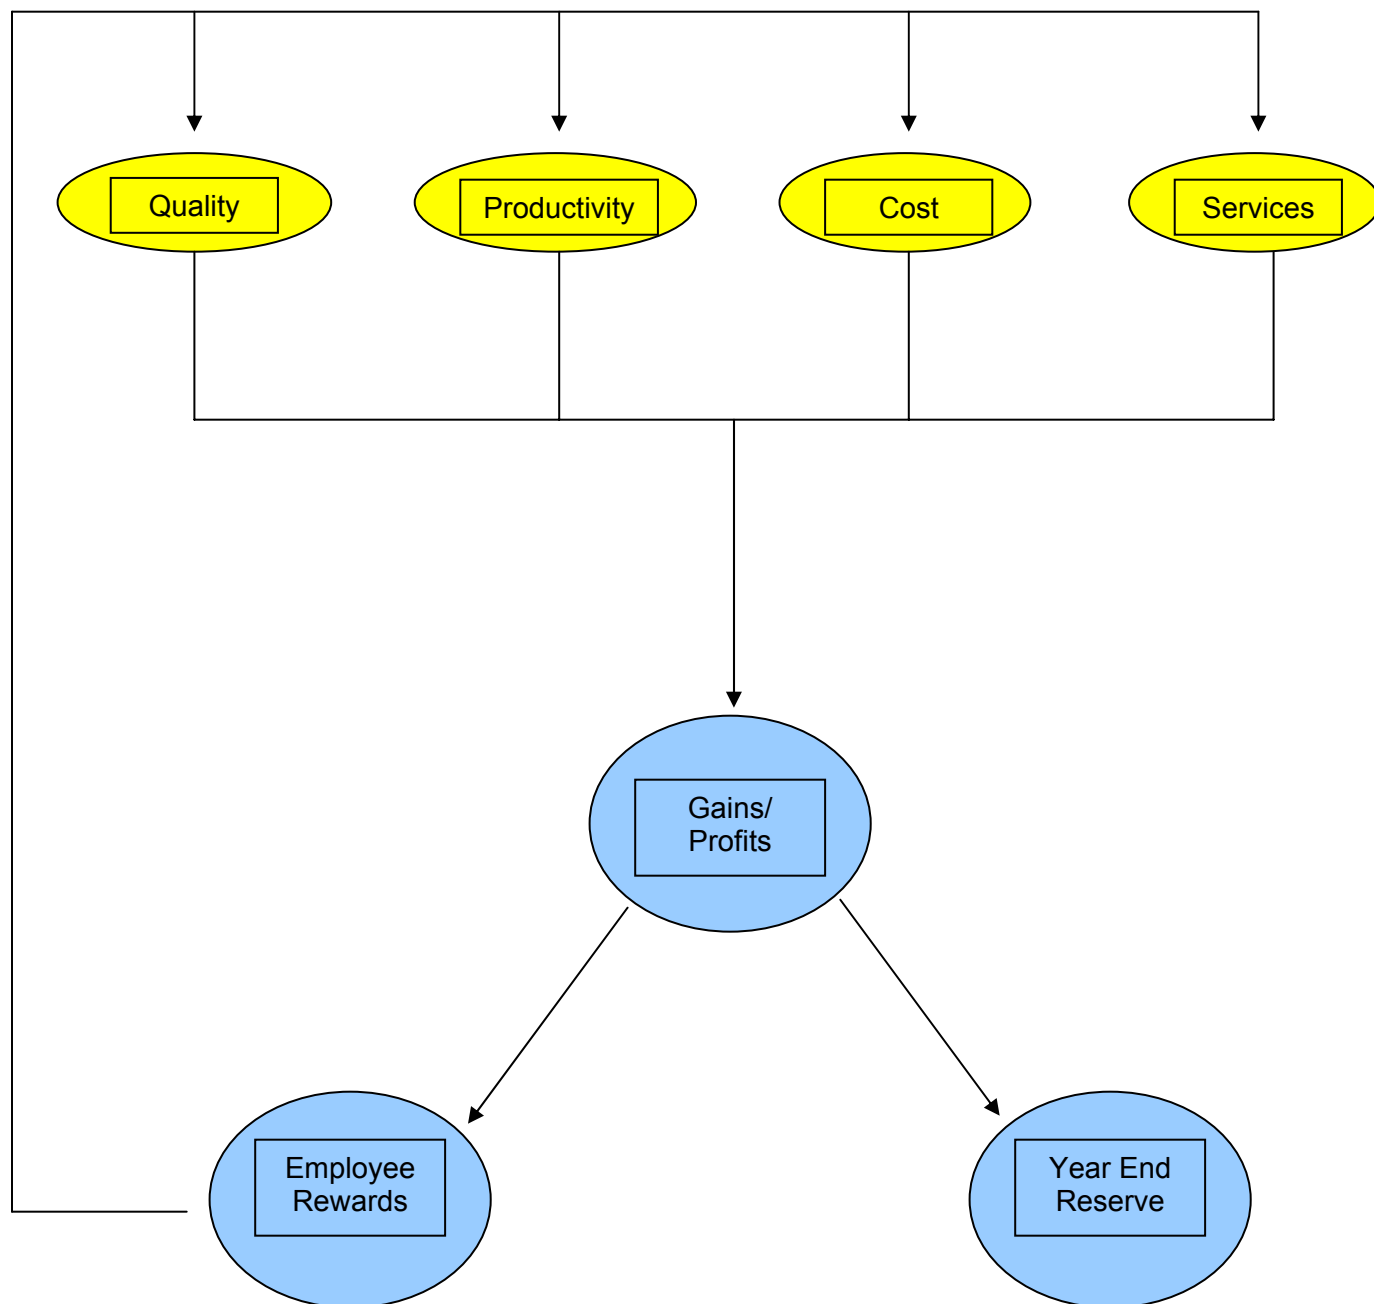 Quality
Productivity
Cost
Services
Gains/
Profits
Employee
Rewards
Year End
Reserve